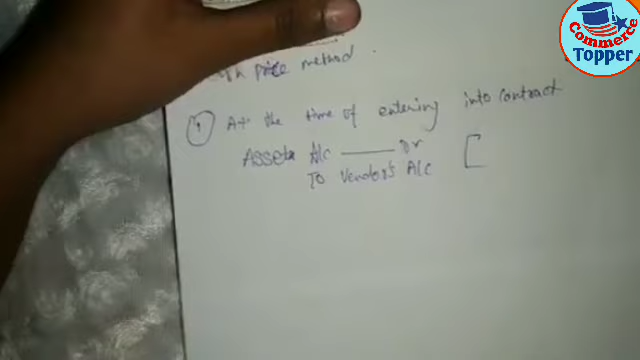 Commerce
Topper
price method.
1 At the time of entering into contract
Assets A/c ——— Dr [
To Vendor's A/c